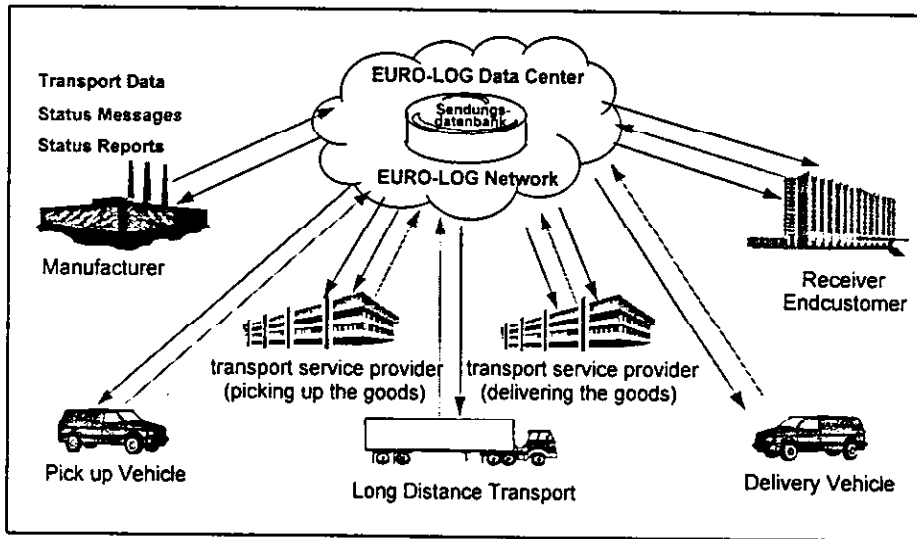 EURO-LOG Data Center
Sendungs-
datenbank
EURO-LOG Network
Transport Data
Status Messages
Status Reports
Manufacturer
Receiver
Endcustomer
transport service provider
(picking up the goods)
transport service provider
(delivering the goods)
Pick up Vehicle
Long Distance Transport
Delivery Vehicle